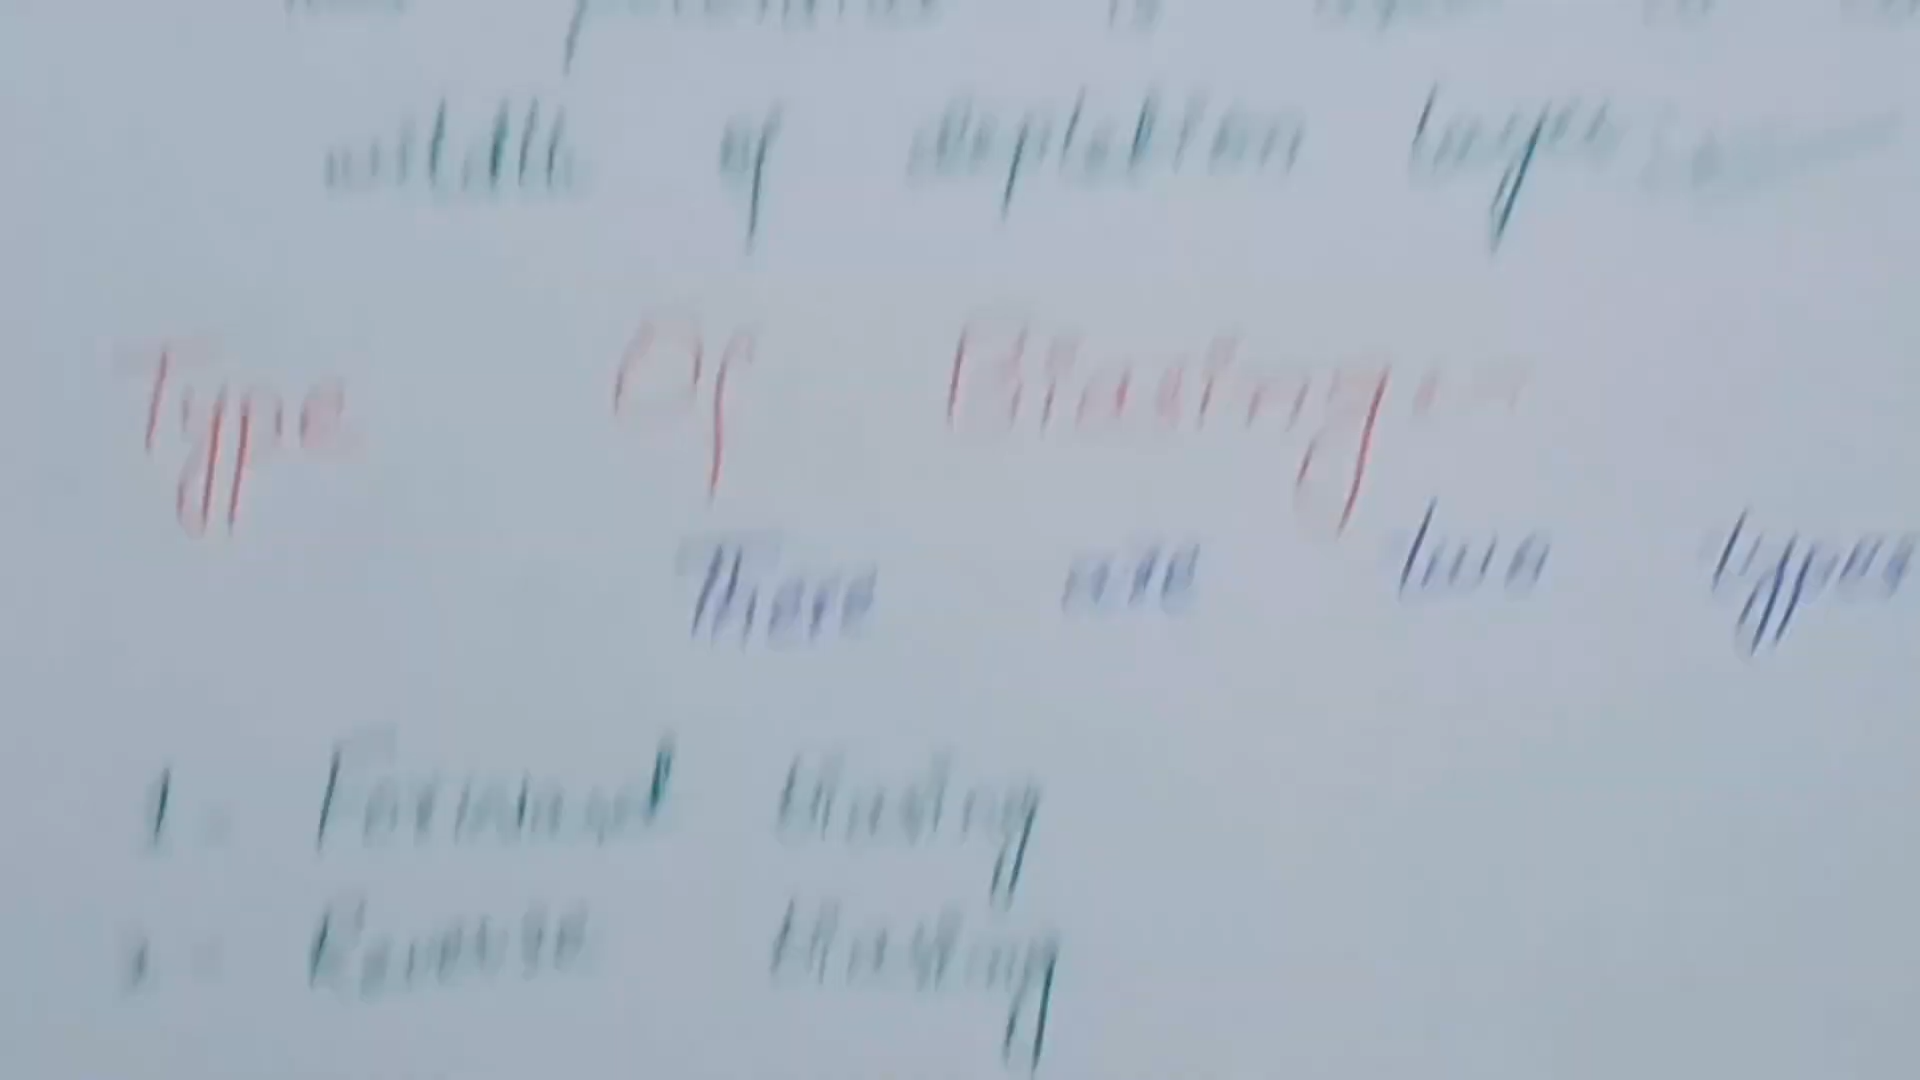 width of depletion layer
Type Of Biasing :-
There are two types
1- Forward biasing
2- Reverse biasing